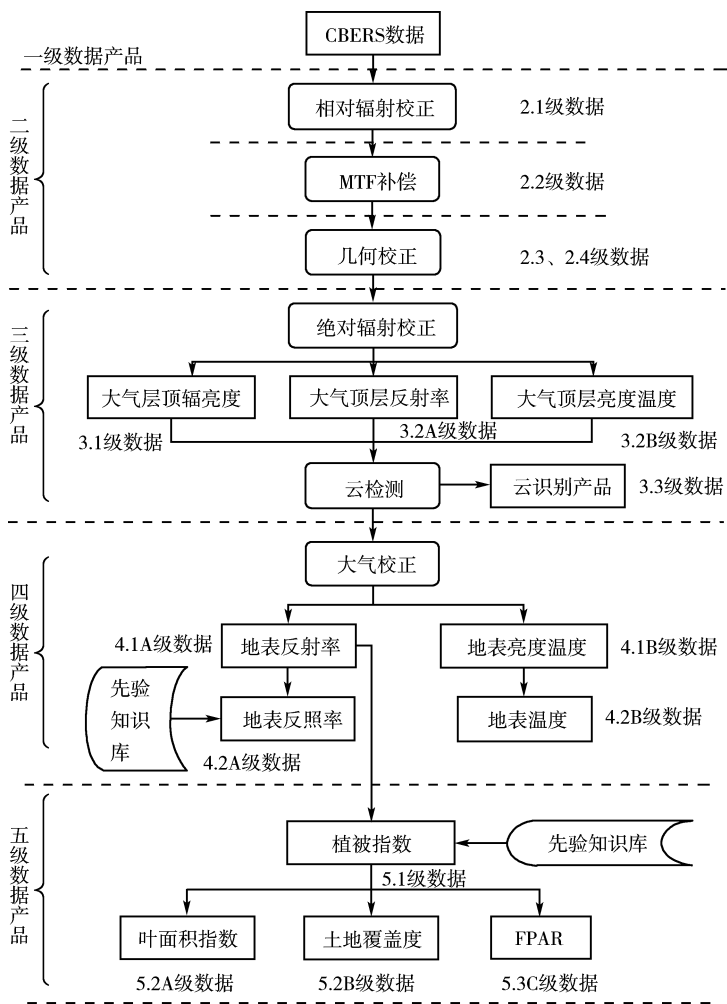 CBERS数据
一级数据产品
二级数据产品
相对辐射校正
2.1级数据
MTF补偿
2.2级数据
几何校正
2.3、2.4级数据
三级数据产品
绝对辐射校正
大气层顶辐亮度
大气顶层反射率
大气顶层亮度温度
3.1级数据
3.2A级数据
3.2B级数据
云检测
云识别产品
3.3级数据
四级数据产品
大气校正
4.1A级数据
地表反射率
地表亮度温度
4.1B级数据
先验
知识
库
地表反照率
地表温度
4.2B级数据
4.2A级数据
五级数据产品
植被指数
先验知识库
5.1级数据
叶面积指数
土地覆盖度
FPAR
5.2A级数据
5.2B级数据
5.3C级数据